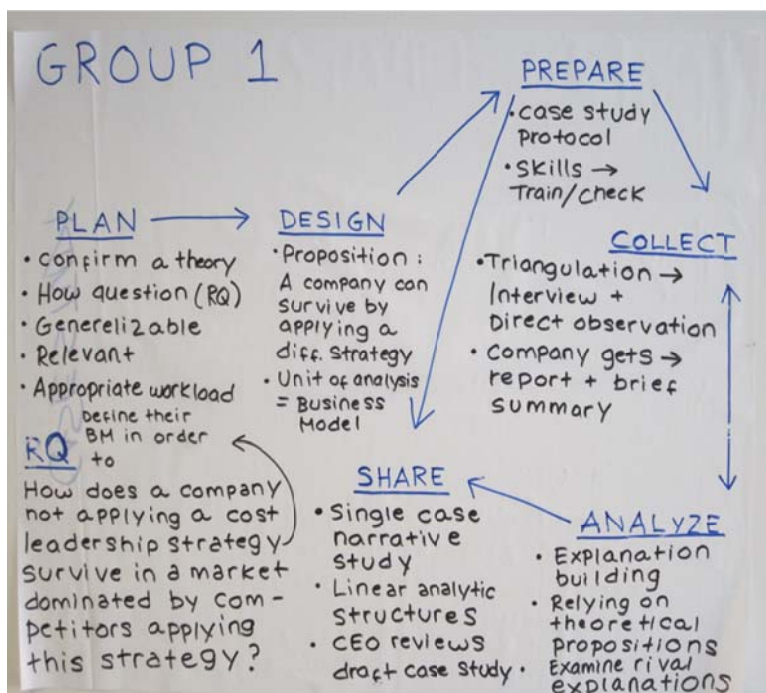 GROUP 1
PLAN
• Confirm a theory
• How question (RQ)
• Generelizable
• Relevant
• Appropriate workload
define their
BM in order
to
RQ
How does a company
not applying a cost
leadership strategy
survive in a market
dominated by com-
petitors applying
this strategy?
DESIGN
• Proposition:
A company can
survive by
applying a
diff. strategy
• Unit of analysis
= Business
Model
PREPARE
• case study
protocol
• Skills →
Train/check
COLLECT
• Triangulation →
Interview +
Direct observation
• Company gets →
report + brief
summary
ANALYZE
• Explanation
building
• Relying on
theoretical
propositions
• Examine rival
explanations
SHARE
• Single case
narrative
study
• Linear analytic
structures
• CEO reviews
draft case study